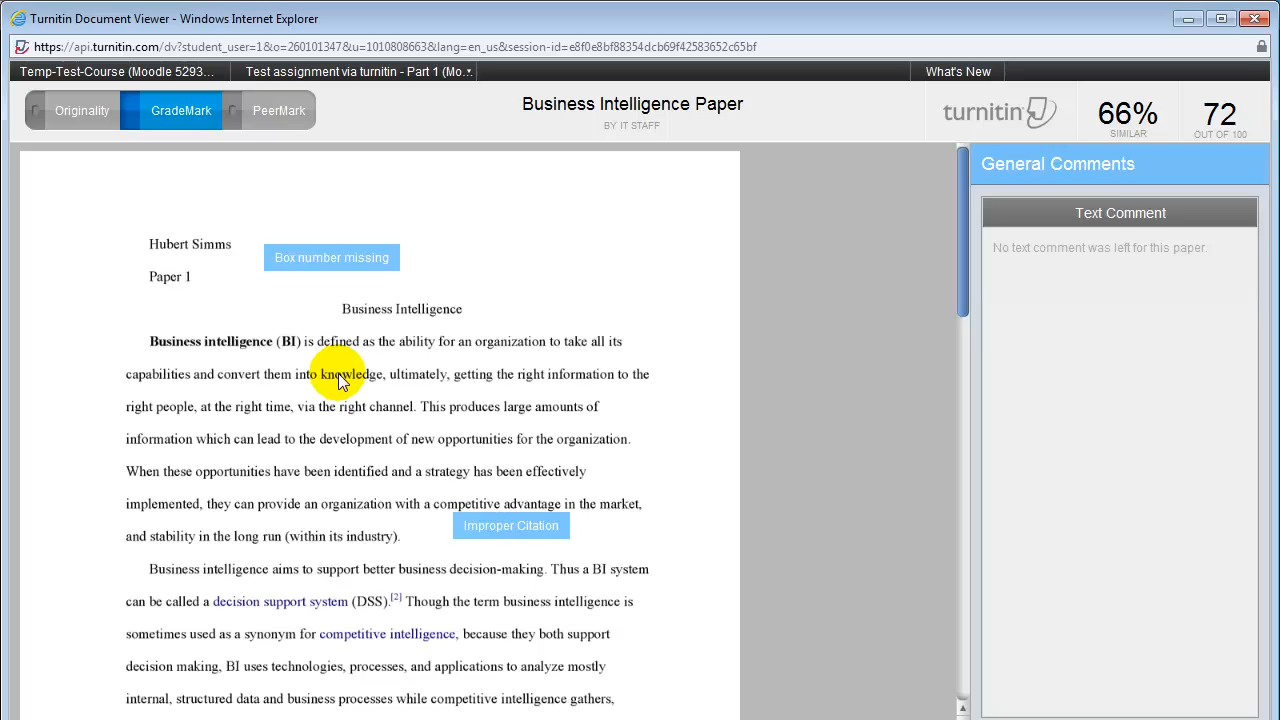 Turnitin Document Viewer - Windows Internet Explorer
https://api.turnitin.com/dv?student_user=1&o=260101347&u=1010808663&lang=en_us&session-id=e8f0e8bf88354dcb69f42583652c65bf
Temp-Test-Course (Moodle 5293... Test assignment via turnitin - Part 1 (Mo... What's New
Originality GradeMark PeerMark
Business Intelligence Paper
BY IT STAFF
turnitin
66%
SIMILAR
72
OUT OF 100
General Comments
Text Comment
No text comment was left for this paper.
Hubert Simms
Box number missing
Paper 1
Business Intelligence
Business intelligence (BI) is defined as the ability for an organization to take all its
capabilities and convert them into knowledge, ultimately, getting the right information to the
right people, at the right time, via the right channel. This produces large amounts of
information which can lead to the development of new opportunities for the organization.
When these opportunities have been identified and a strategy has been effectively
implemented, they can provide an organization with a competitive advantage in the market,
Improper Citation
and stability in the long run (within its industry).
Business intelligence aims to support better business decision-making. Thus a BI system
can be called a decision support system (DSS).[2] Though the term business intelligence is
sometimes used as a synonym for competitive intelligence, because they both support
decision making, BI uses technologies, processes, and applications to analyze mostly
internal, structured data and business processes while competitive intelligence gathers,